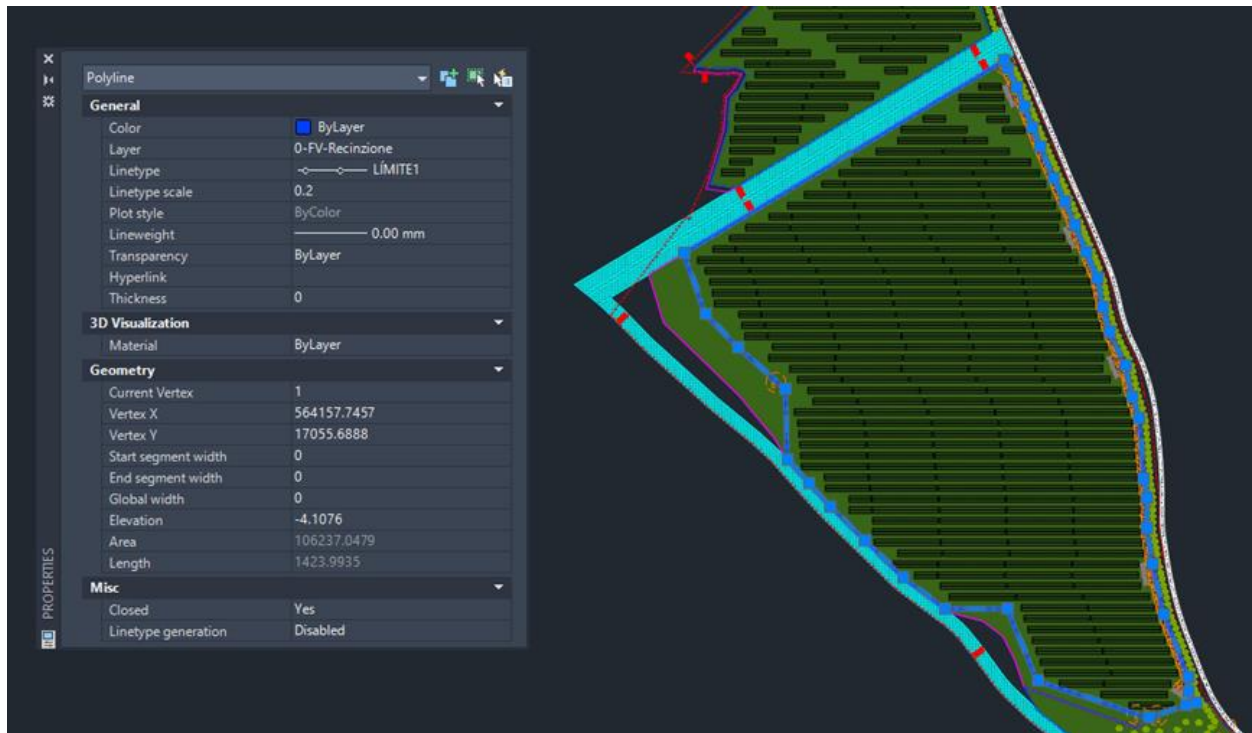 Polyline
General
Color ByLayer
Layer 0-FV-Recinzione
Linetype LÍMITE1
Linetype scale 0.2
Plot style ByColor
Lineweight 0.00 mm
Transparency ByLayer
Hyperlink
Thickness 0
3D Visualization
Material ByLayer
Geometry
Current Vertex 1
Vertex X 564157.7457
Vertex Y 17055.6888
Start segment width 0
End segment width 0
Global width 0
Elevation -4.1076
Area 106237.0479
Length 1423.9935
Misc
Closed Yes
Linetype generation Disabled
PROPERTIES